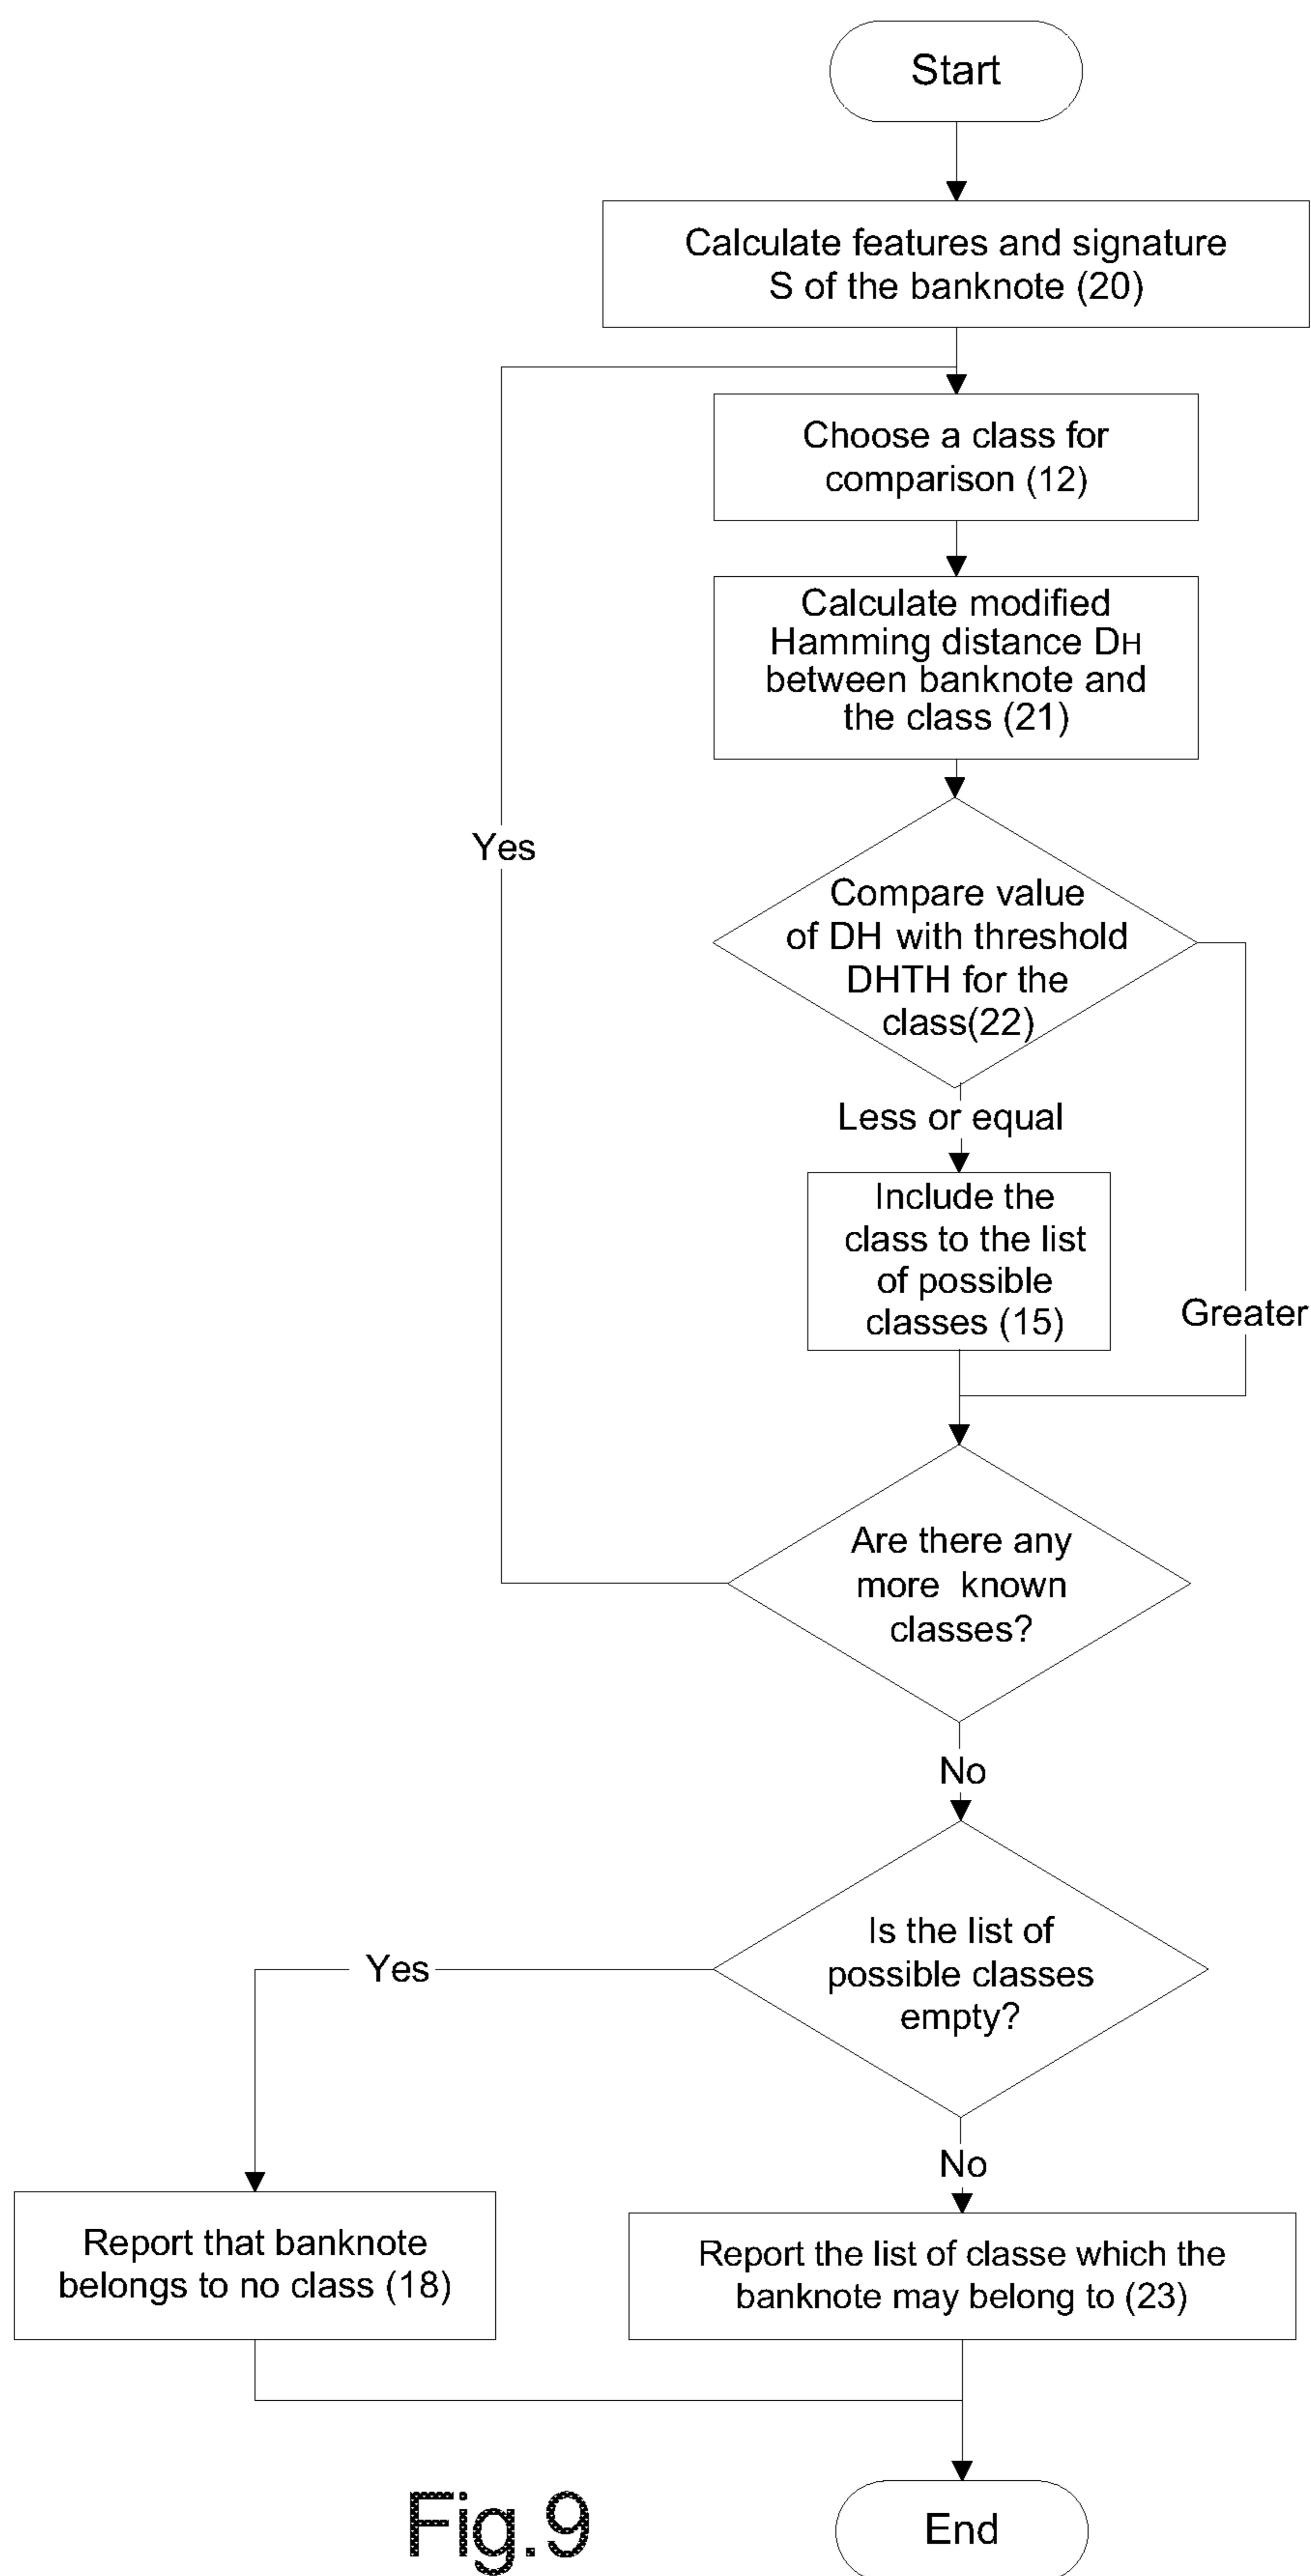 Start
Calculate features and signature
S of the banknote (20)
Choose a class for
comparison (12)
Calculate modified
Hamming distance DH
between banknote and
the class (21)
Yes
Compare value
of DH with threshold
DHTH for the
class(22)
Less or equal
Include the
class to the list
of possible
classes (15)
Greater
Are there any
more known
classes?
No
Is the list of
possible classes
empty?
Yes
No
Report that banknote
belongs to no class (18)
Report the list of classe which the
banknote may belong to (23)
End
Fig.9